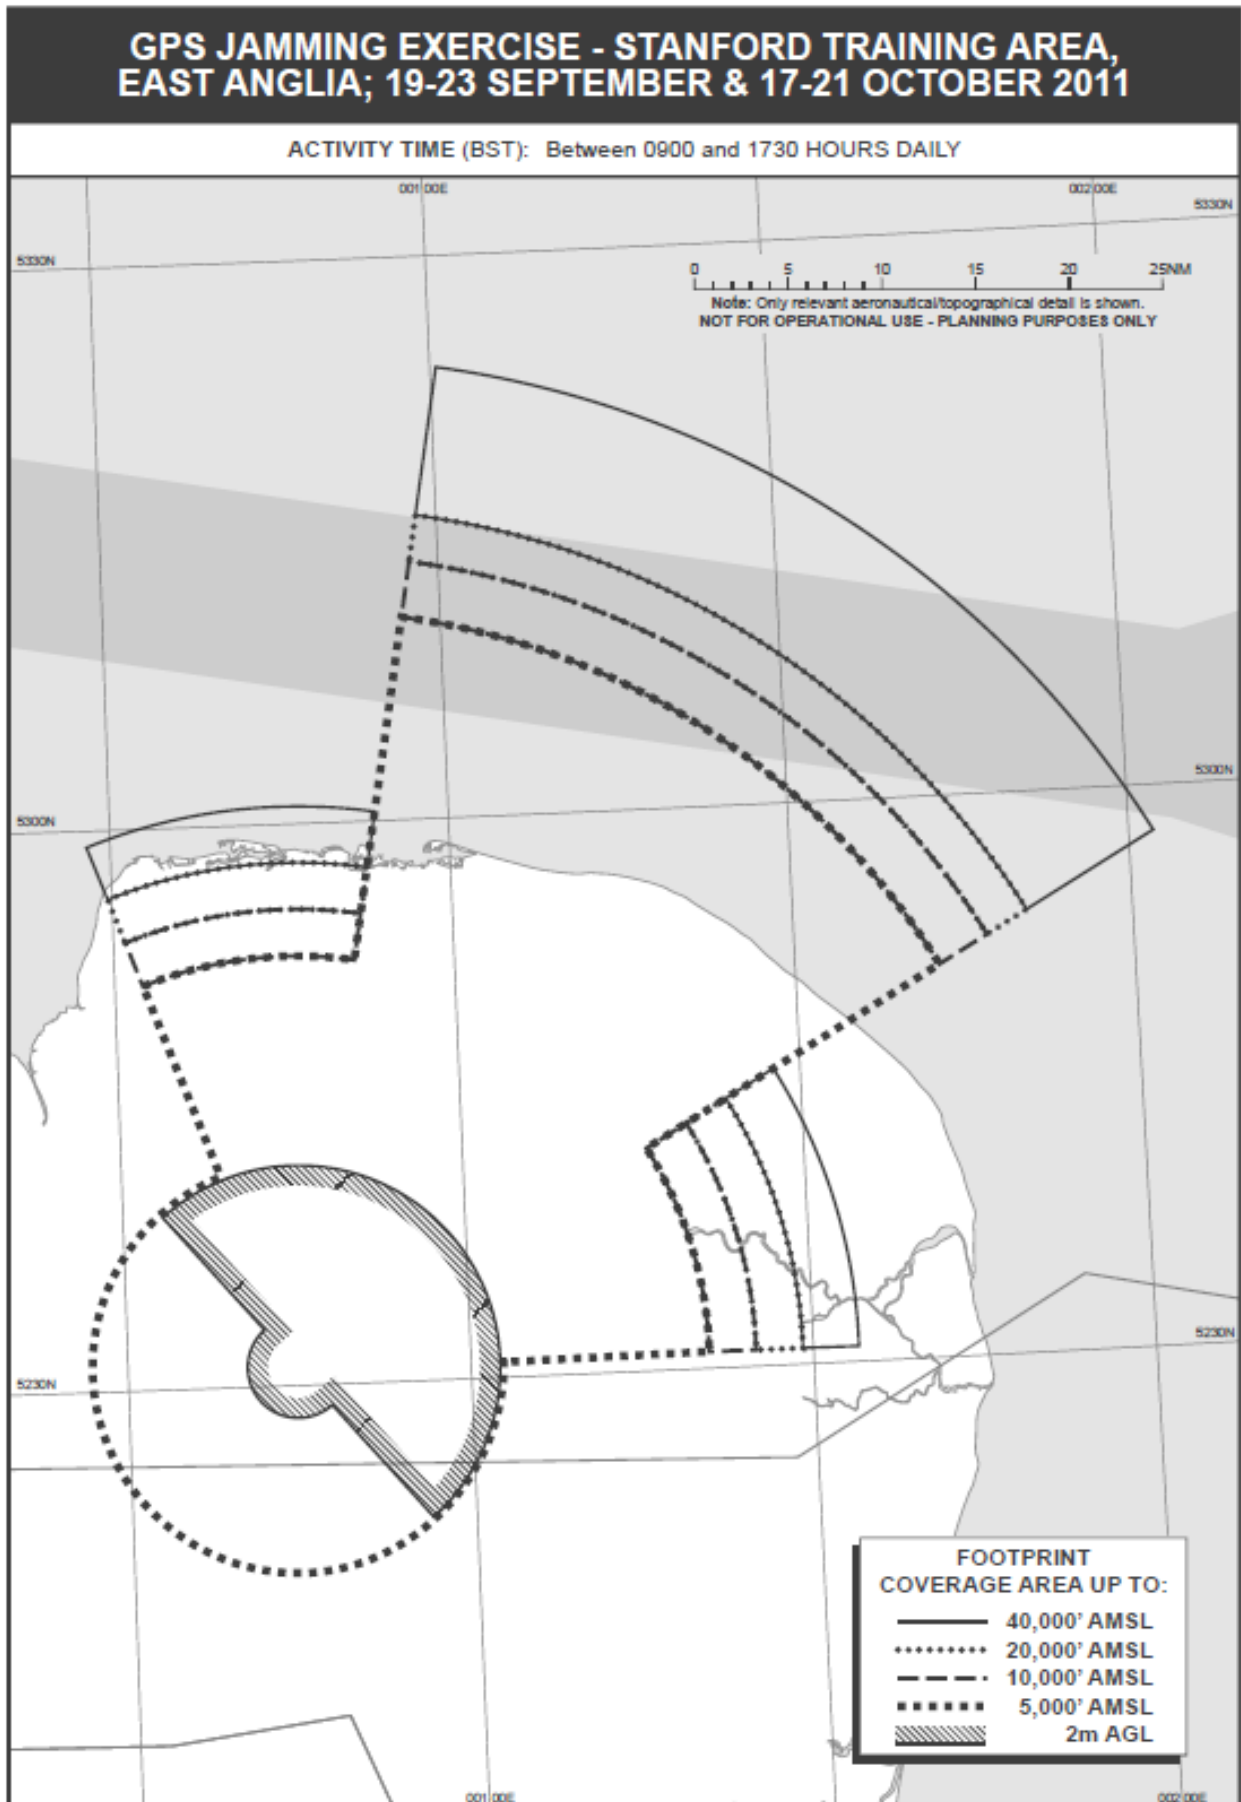 GPS JAMMING EXERCISE - STANFORD TRAINING AREA,
EAST ANGLIA; 19-23 SEPTEMBER & 17-21 OCTOBER 2011
ACTIVITY TIME (BST): Between 0900 and 1730 HOURS DAILY
001 00E
002 00E
5330N
5330N
0 5 10 15 20 25NM
Note: Only relevant aeronautical/topographical detail is shown.
NOT FOR OPERATIONAL USE - PLANNING PURPOSES ONLY
5300N
5300N
5230N
5230N
FOOTPRINT
COVERAGE AREA UP TO:
40,000' AMSL
20,000' AMSL
10,000' AMSL
5,000' AMSL
2m AGL
001 00E
002 00E